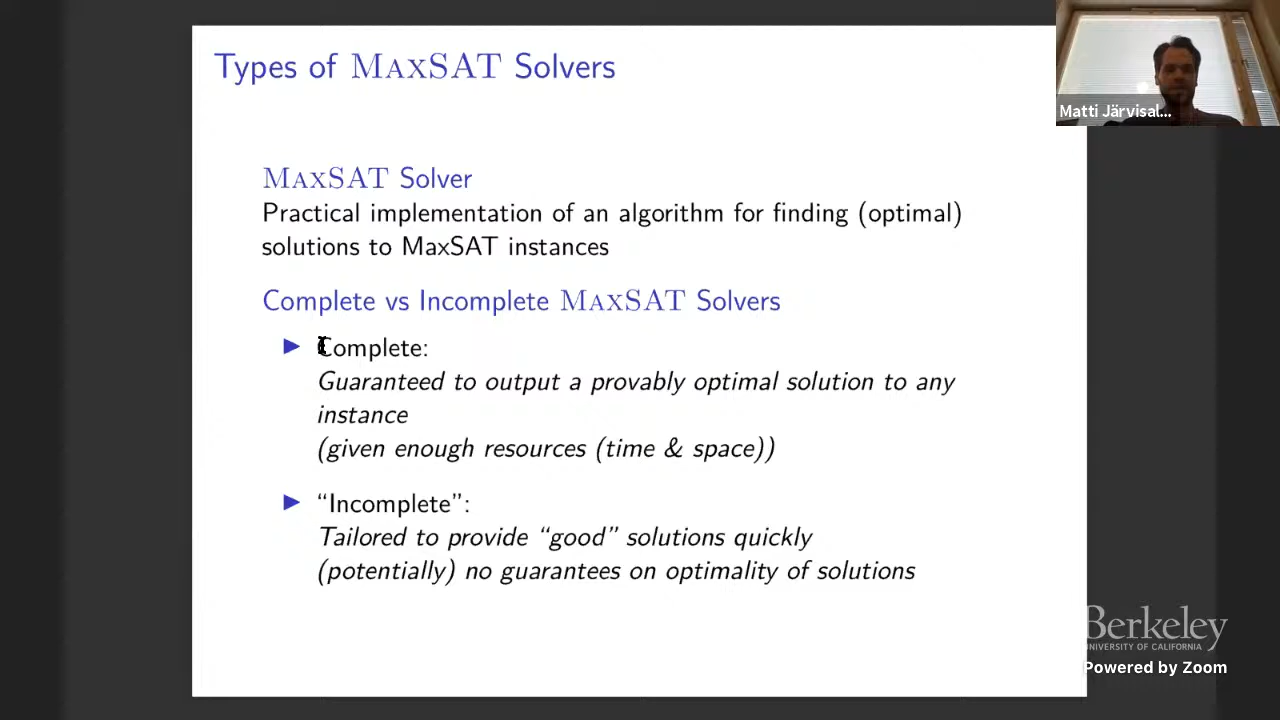 Types of MAXSAT Solvers
MAXSAT Solver
Practical implementation of an algorithm for finding (optimal)
solutions to MaxSAT instances
Complete vs Incomplete MAXSAT Solvers
▶ Complete:
Guaranteed to output a provably optimal solution to any
instance
(given enough resources (time & space))
▶ “Incomplete”:
Tailored to provide “good” solutions quickly
(potentially) no guarantees on optimality of solutions
Matti Järvisal...
Berkeley
UNIVERSITY OF CALIFORNIA
Powered by Zoom